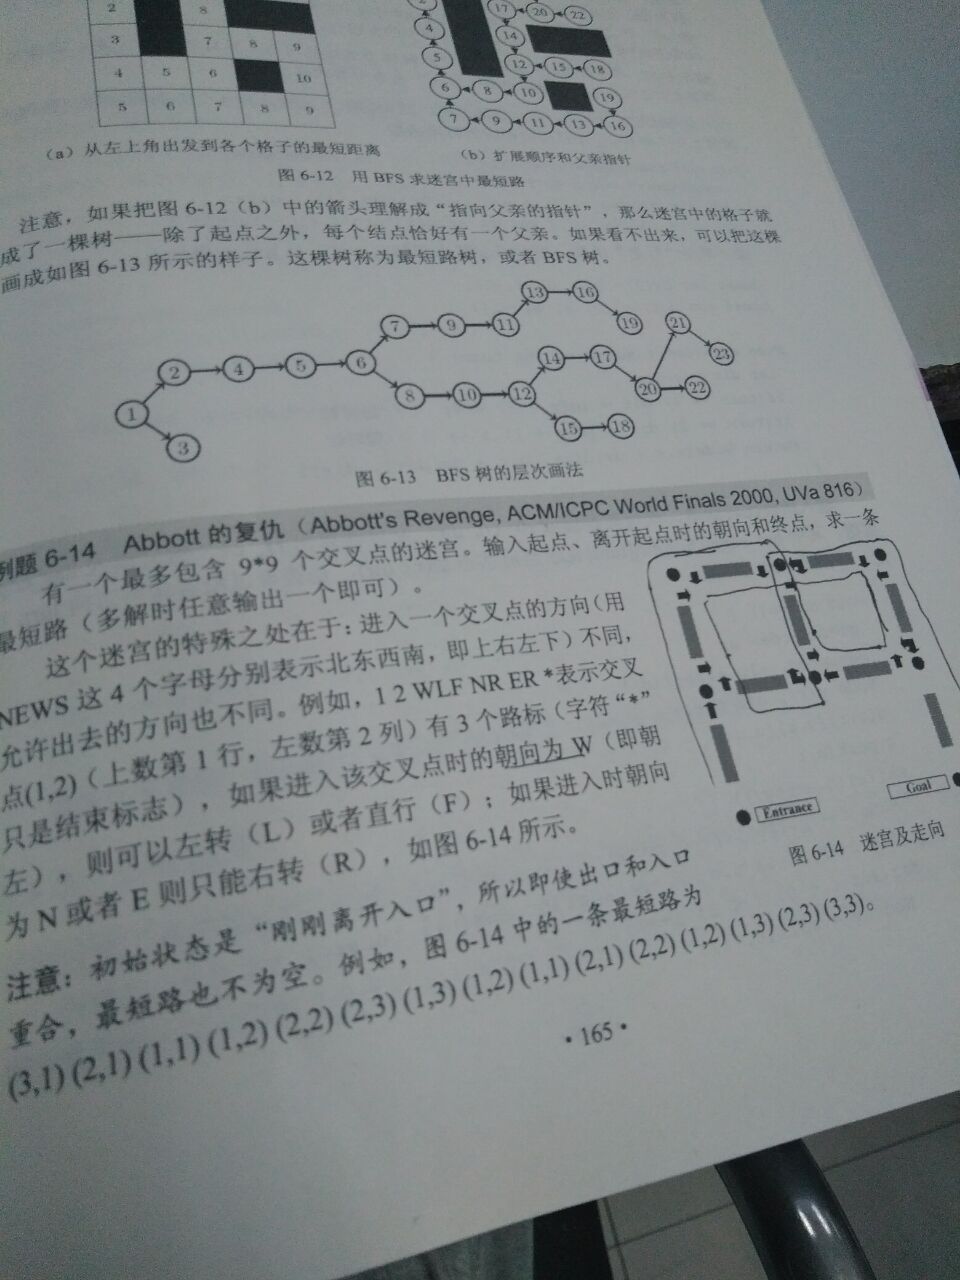 2 8
3 7 8 9
4 5 6 10
5 6 7 8 9
17 20 22
4 14
5 12 15 18
6 8 10 19
7 9 11 13 16
(a) 从左上角出发到各个格子的最短距离
(b) 扩展顺序和父亲指针
图 6-12 用 BFS 求迷宫中最短路
注意，如果把图 6-12（b）中的箭头理解成“指向父亲的指针”，那么迷宫中的格子就
成了一棵树——除了起点之外，每个结点恰好有一个父亲。如果看不出来，可以把这棵
画成如图 6-13 所示的样子。这棵树称为最短路树，或者 BFS 树。
13 16
7 9 11 19 21
2 4 5 6 14 17 23
1 8 10 12 20 22
3 15 18
图 6-13 BFS 树的层次画法
例题 6-14 Abbott 的复仇（Abbott's Revenge, ACM/ICPC World Finals 2000, UVa 816）
有一个最多包含 9*9 个交叉点的迷宫。输入起点、离开起点时的朝向和终点，求一条
最短路（多解时任意输出一个即可）。
这个迷宫的特殊之处在于：进入一个交叉点的方向（用
NEWS 这 4 个字母分别表示北东西南，即上右左下）不同，
允许出去的方向也不同。例如，1 2 WLF NR ER *表示交叉
点(1,2)（上数第 1 行，左数第 2 列）有 3 个路标（字符“*”
只是结束标志），如果进入该交叉点时的朝向为 W（即朝
左），则可以左转（L）或者直行（F）；如果进入时朝向
为 N 或者 E 则只能右转（R），如图 6-14 所示。
Entrance
Goal
图 6-14 迷宫及走向
注意：初始状态是“刚刚离开入口”，所以即使出口和入口
重合，最短路也不为空。例如，图 6-14 中的一条最短路为
(3,1) (2,1) (1,1) (1,2) (2,2) (2,3) (1,3) (1,2) (1,1) (2,1) (2,2) (1,2) (1,3) (2,3) (3,3)。
·165·